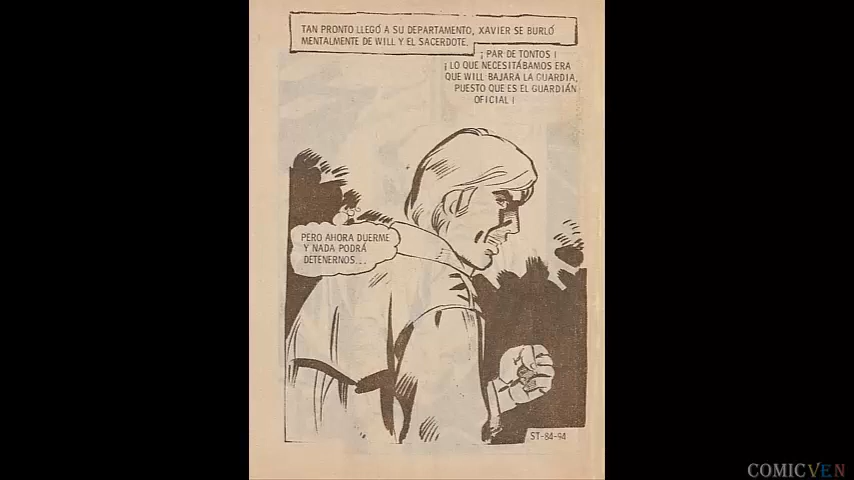 TAN PRONTO LLEGÓ A SU DEPARTAMENTO, XAVIER SE BURLÓ
MENTALMENTE DE WILL Y EL SACERDOTE.
¡ PAR DE TONTOS !
¡ LO QUE NECESITÁBAMOS ERA
QUE WILL BAJARA LA GUARDIA,
PUESTO QUE ES EL GUARDIÁN
OFICIAL !
PERO AHORA DUERME
Y NADA PODRÁ
DETENERNOS...
ST-84-94
COMICVEN